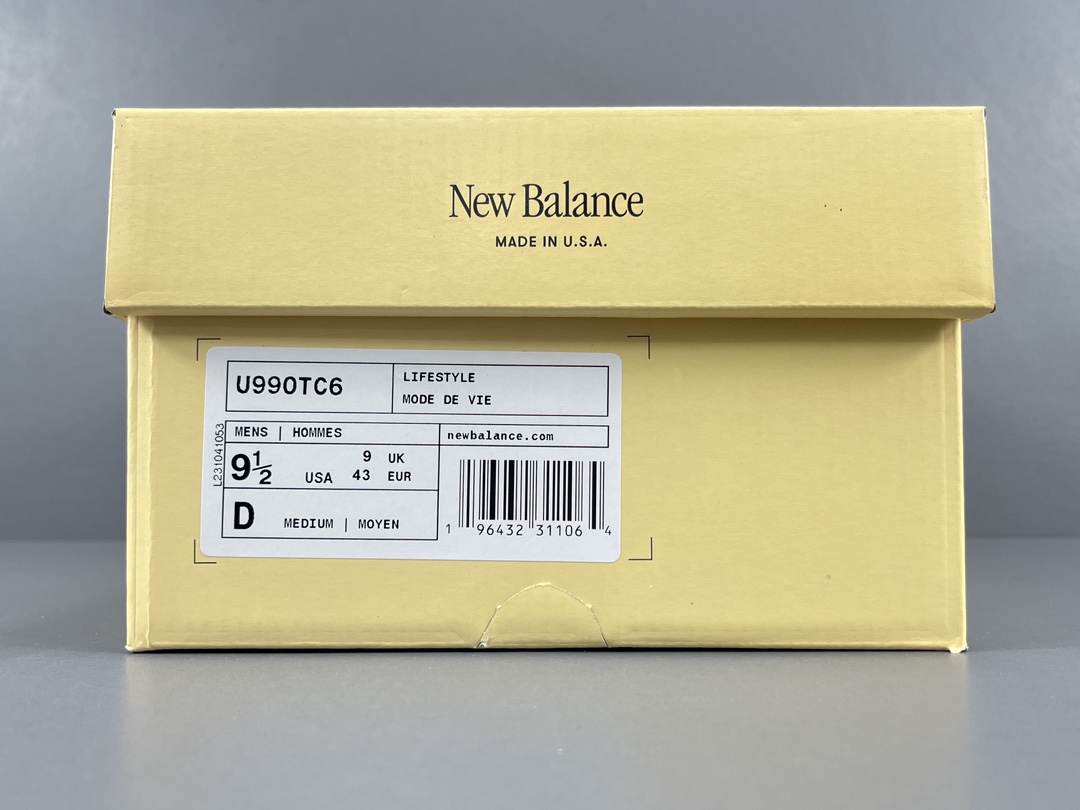 New Balance
MADE IN U.S.A.
U990TC6
LIFESTYLE
MODE DE VIE
MENS | HOMMES
newbalance.com
L231041053
9½ USA
9 UK
43 EUR
D MEDIUM | MOYEN
1 96432 31106 4